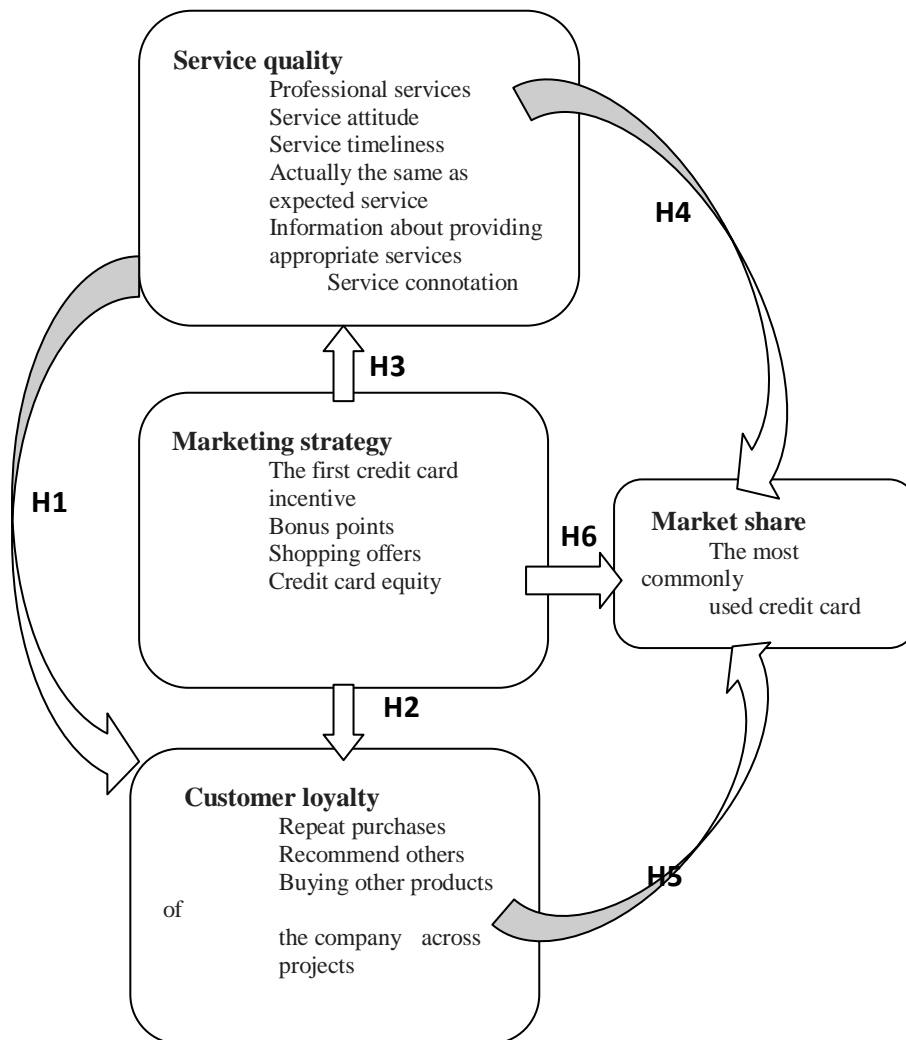 Service quality
Professional services
Service attitude
Service timeliness
Actually the same as
expected service
Information about providing
appropriate services
Service connotation
H4
H3
Marketing strategy
The first credit card
incentive
Bonus points
Shopping offers
Credit card equity
H1
H6
Market share
The most
commonly
used credit card
H2
Customer loyalty
Repeat purchases
Recommend others
Buying other products
of
the company across
projects
H5